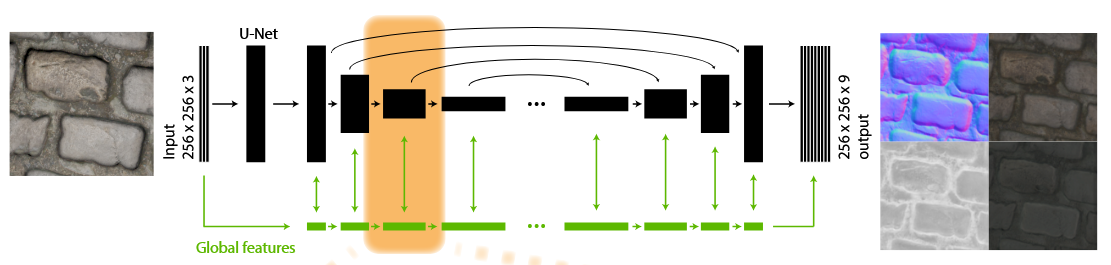 U-Net
Input
256 x 256 x 3
256 x 256 x 9
output
Global features